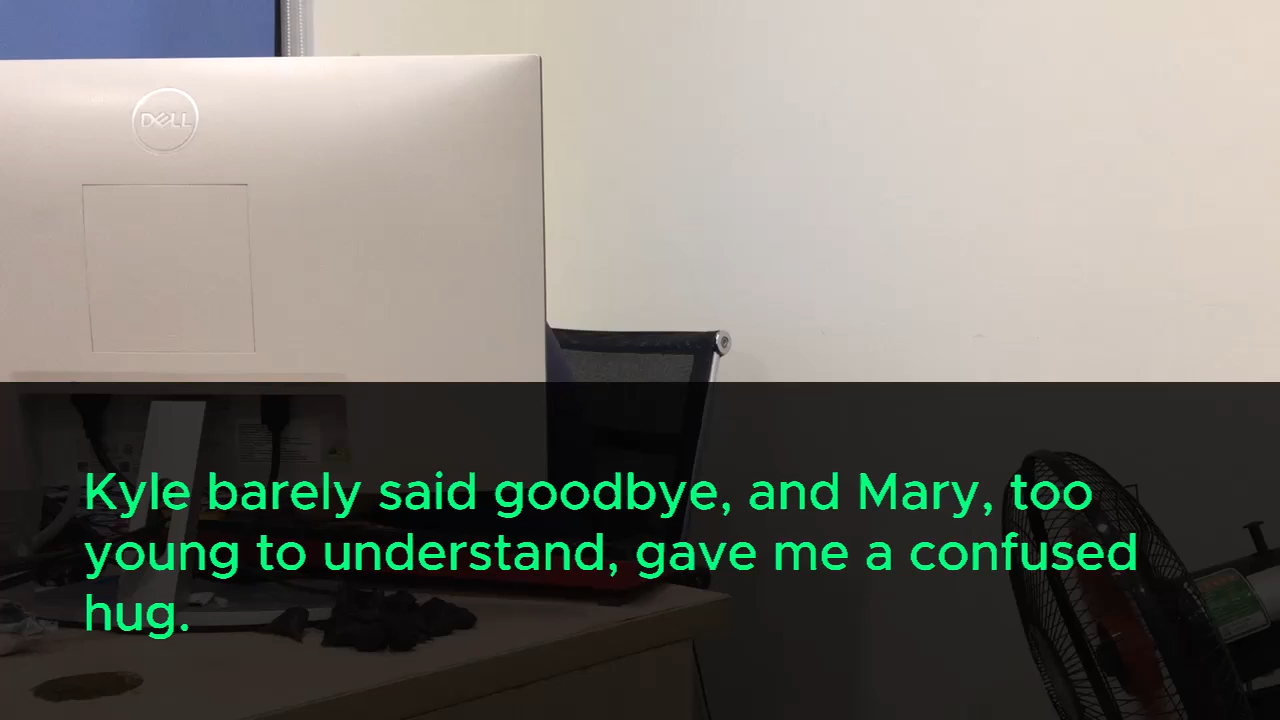 DELL
Kyle barely said goodbye, and Mary, too
young to understand, gave me a confused
hug.